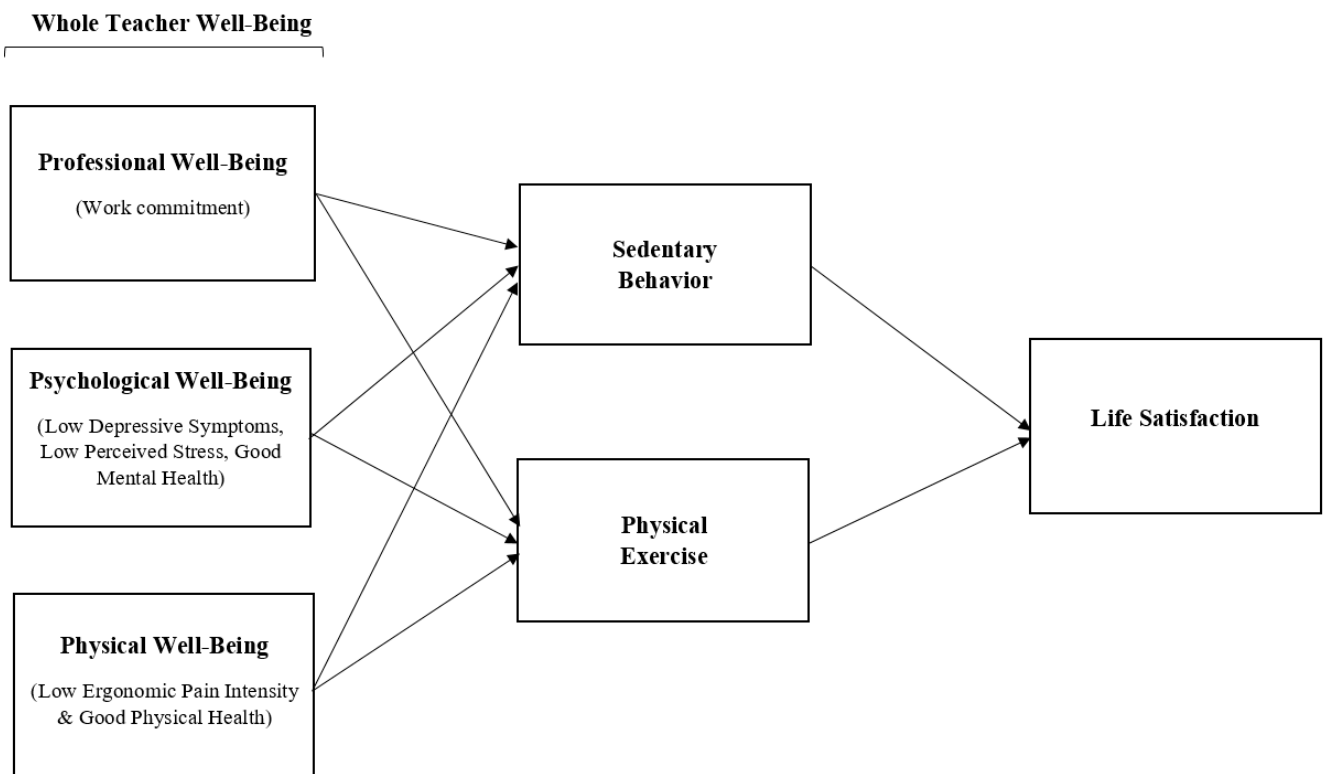 Whole Teacher Well-Being
Professional Well-Being
(Work commitment)
Psychological Well-Being
(Low Depressive Symptoms,
Low Perceived Stress, Good
Mental Health)
Physical Well-Being
(Low Ergonomic Pain Intensity
& Good Physical Health)
Sedentary
Behavior
Physical
Exercise
Life Satisfaction